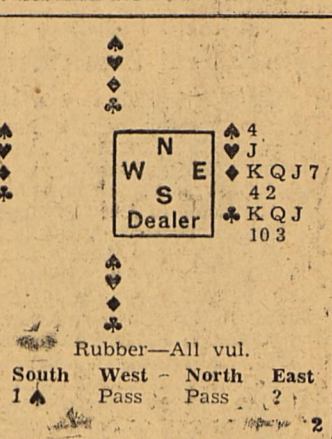 ♠
♥
♦
♣
N
W E
S
Dealer
♠
♥
♦
♣
♠ 4
♥ J
♦ K Q J 7
4 2
♣ K Q J
10 3
♠
♥
♦
♣
Rubber—All vul.
South West North East
1 ♠ Pass Pass ?
2